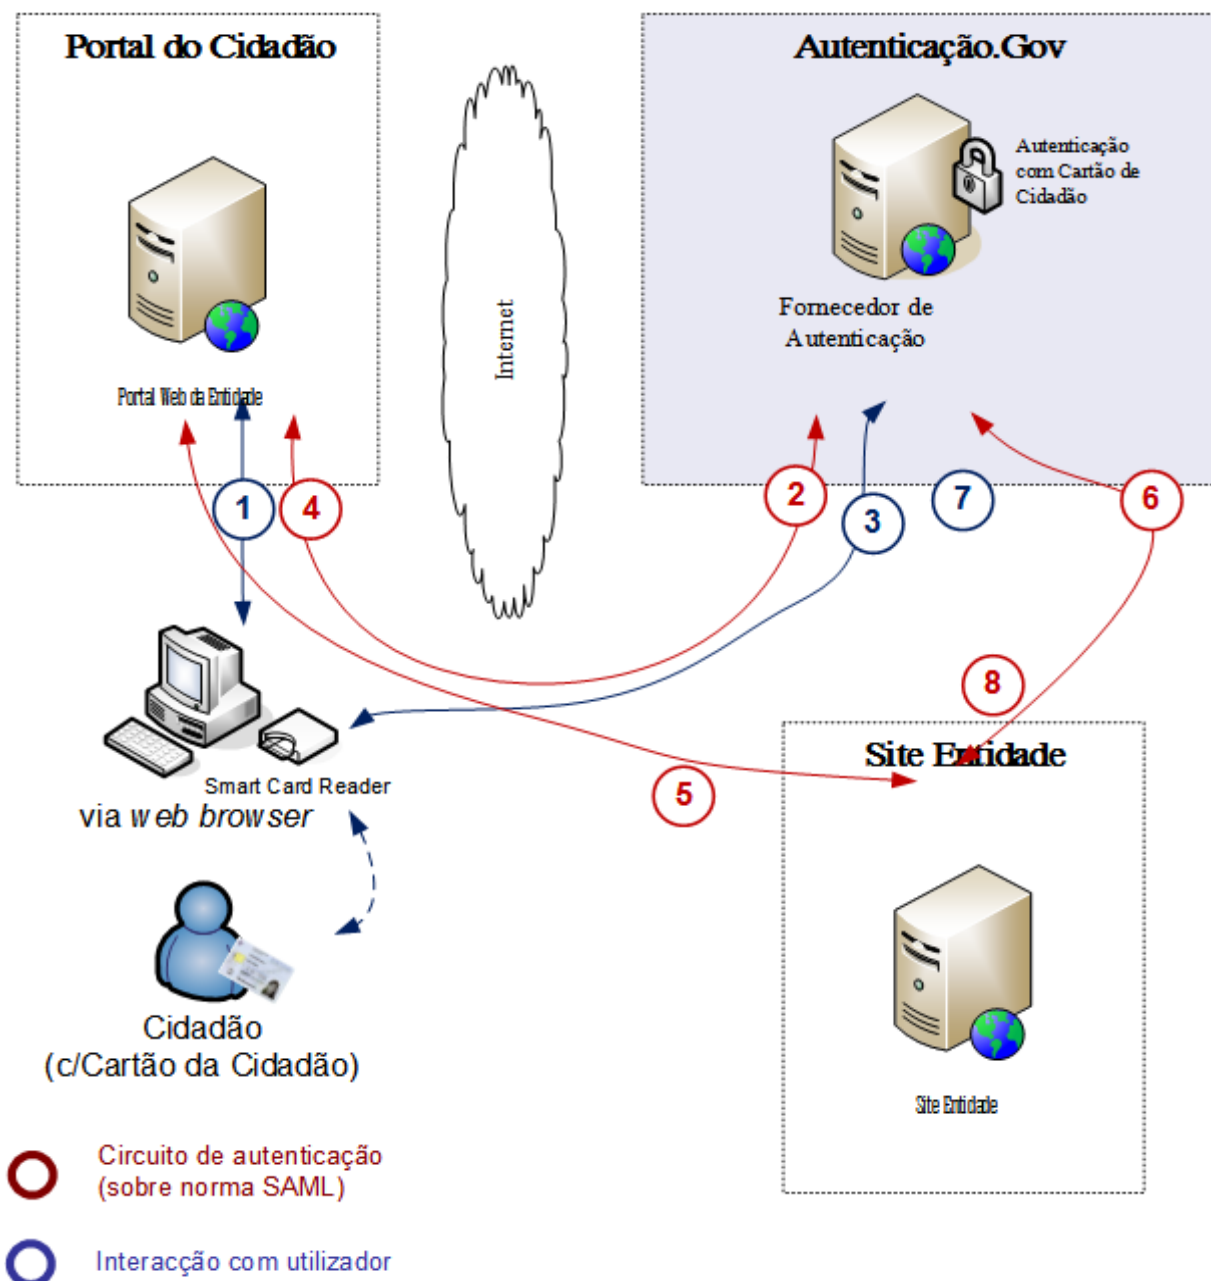 Portal do Cidadão
Portal Web da Entidade
Internet
Autenticação.Gov
Autenticação
com Cartão de
Cidadão
Fornecedor de
Autenticação
1
4
2
3
7
6
8
5
Smart Card Reader
via web browser
Cidadão
(c/Cartão da Cidadão)
Site Entidade
Site Entidade
Circuito de autenticação
(sobre norma SAML)
Interacção com utilizador